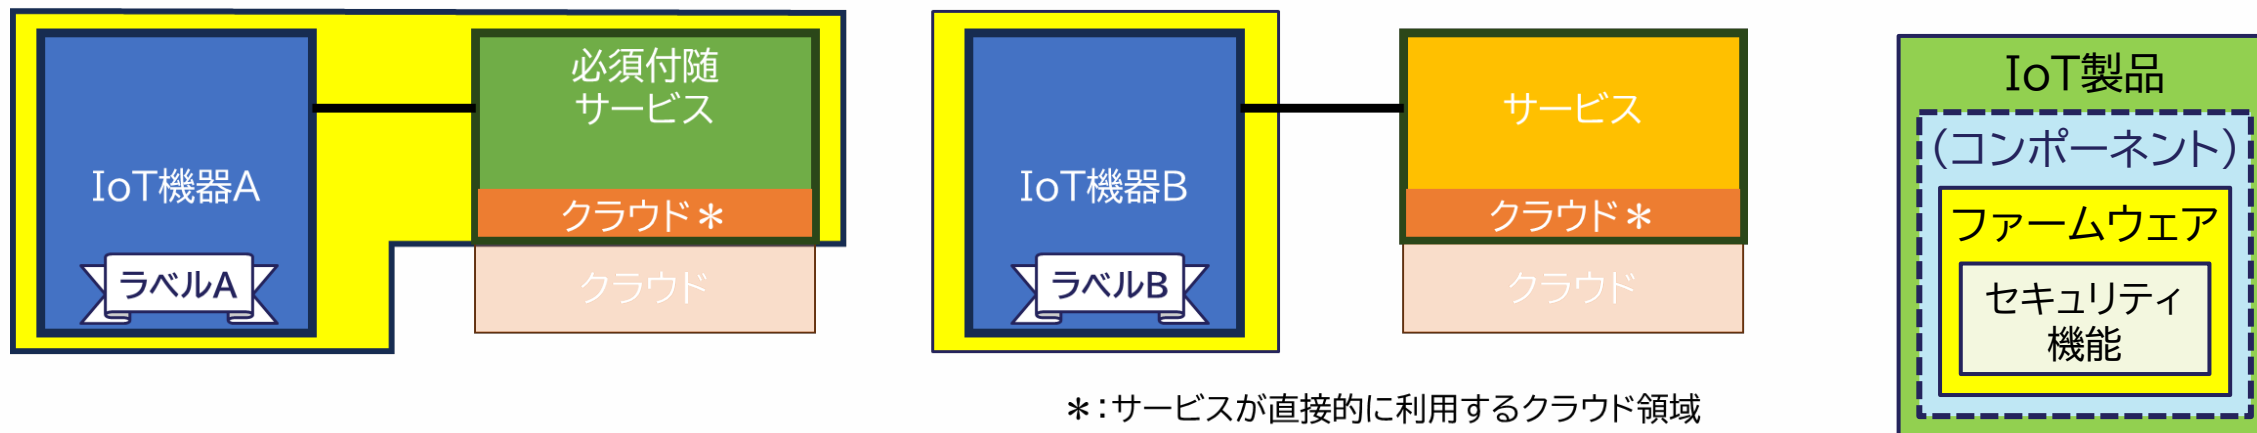 IoT機器A
ラベルA
必須付随
サービス
クラウド＊
クラウド
IoT機器B
ラベルB
サービス
クラウド＊
クラウド
＊：サービスが直接的に利用するクラウド領域
IoT製品
（コンポーネント）
ファームウェア
セキュリティ
機能